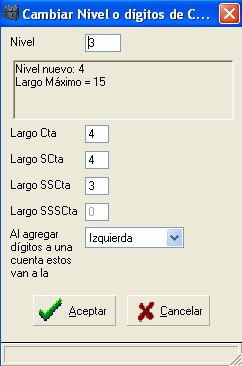 Cambiar Nivel o dígitos de C...
Nivel 3
Nivel nuevo: 4
Largo Máximo = 15
Largo Cta 4
Largo SCta 4
Largo SSCta 3
Largo SSSCta 0
Al agregar
dígitos a una
cuenta estos
van a la
Izquierda
Aceptar Cancelar